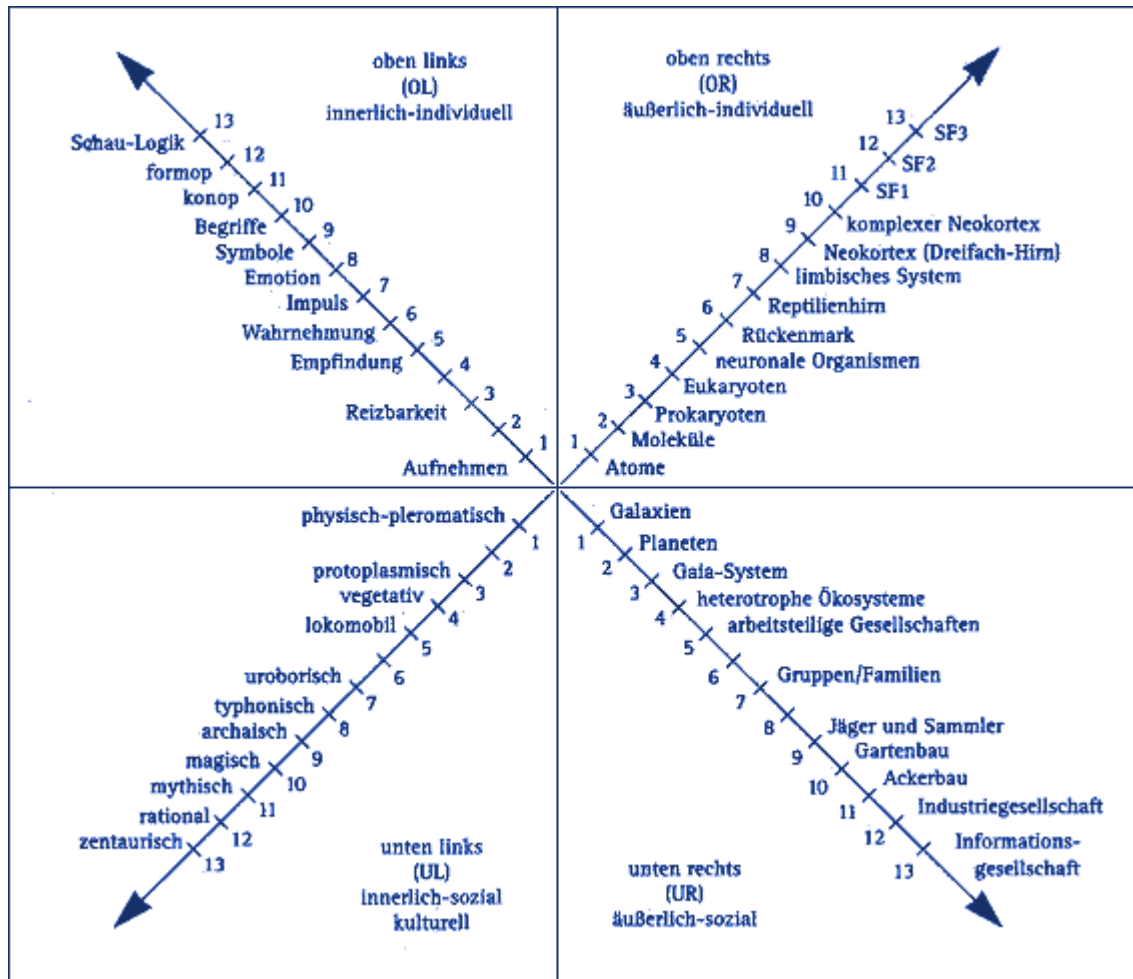 oben links
(OL)
innerlich-individuell
13
Schau-Logik
12
formop
11
konop
10
Begriffe
9
Symbole
8
Emotion
7
Impuls
6
Wahrnehmung
5
Empfindung
4
3
Reizbarkeit
2
1
Aufnehmen
oben rechts
(OR)
äußerlich-individuell
13
SF3
12
SF2
11
SF1
10
komplexer Neokortex
9
Neokortex (Dreifach-Hirn)
8
limbisches System
7
Reptilienhirn
6
Rückenmark
5
neuronale Organismen
4
Eukaryoten
3
Prokaryoten
2
Moleküle
1
Atome
physisch-pleromatisch
1
2
protoplasmisch
3
vegetativ
4
lokomobil
5
6
uroborisch
7
typhonisch
8
archaisch
9
magisch
10
mythisch
11
rational
12
zentaurisch
13
unten links
(UL)
innerlich-sozial
kulturell
Galaxien
1
Planeten
2
Gaia-System
3
heterotrophe Ökosysteme
4
arbeitsteilige Gesellschaften
5
6
Gruppen/Familien
7
8
Jäger und Sammler
9
Gartenbau
10
Ackerbau
11
Industriegesellschaft
12
Informations-
gesellschaft
13
unten rechts
(UR)
äußerlich-sozial